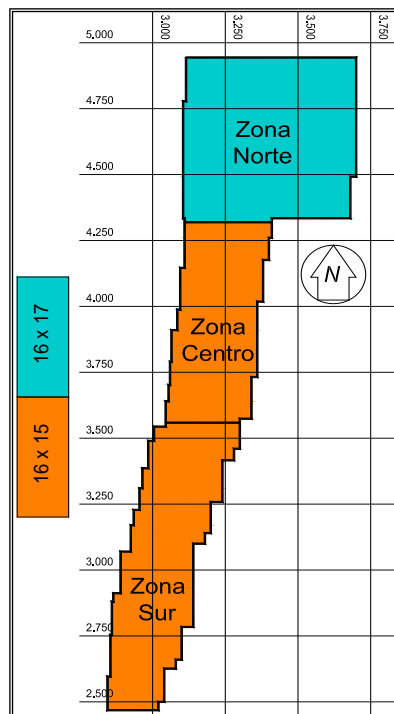 3.000
3.250
3.500
3.750
5.000
4.750
Zona
Norte
4.500
4.250
N
4.000
16 x 17
Zona
Centro
3.750
16 x 15
3.500
3.250
3.000
Zona
Sur
2.750
2.500